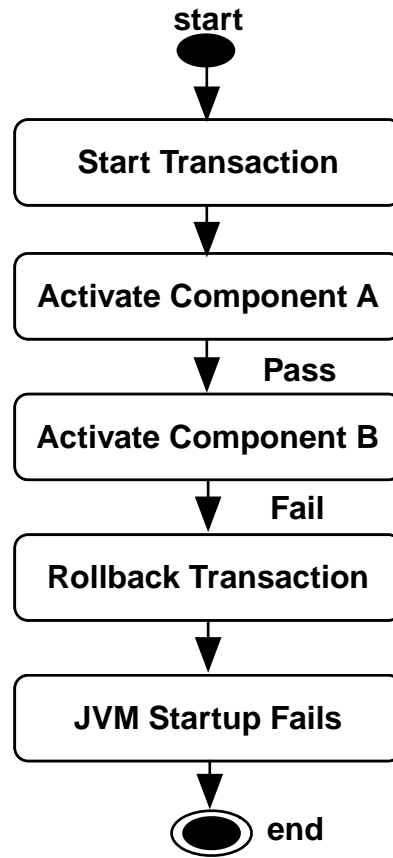 start
Start Transaction
Activate Component A
Pass
Activate Component B
Fail
Rollback Transaction
JVM Startup Fails
end